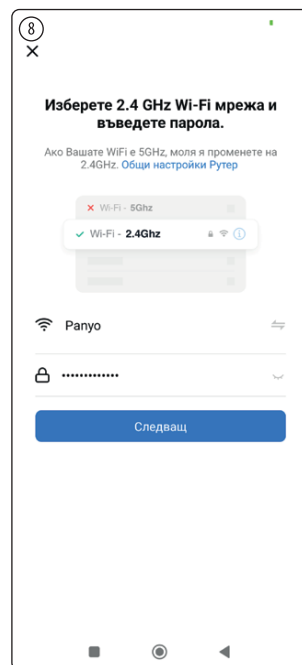 8
Изберете 2.4 GHz Wi-Fi мрежа и
въведете парола.
Ако Вашате WiFi е 5GHz, моля я променете на
2.4GHz. Общи настройки Рутер
Wi-Fi - 5Ghz
Wi-Fi - 2.4Ghz
Panyo
•••••••••••••
Следващ